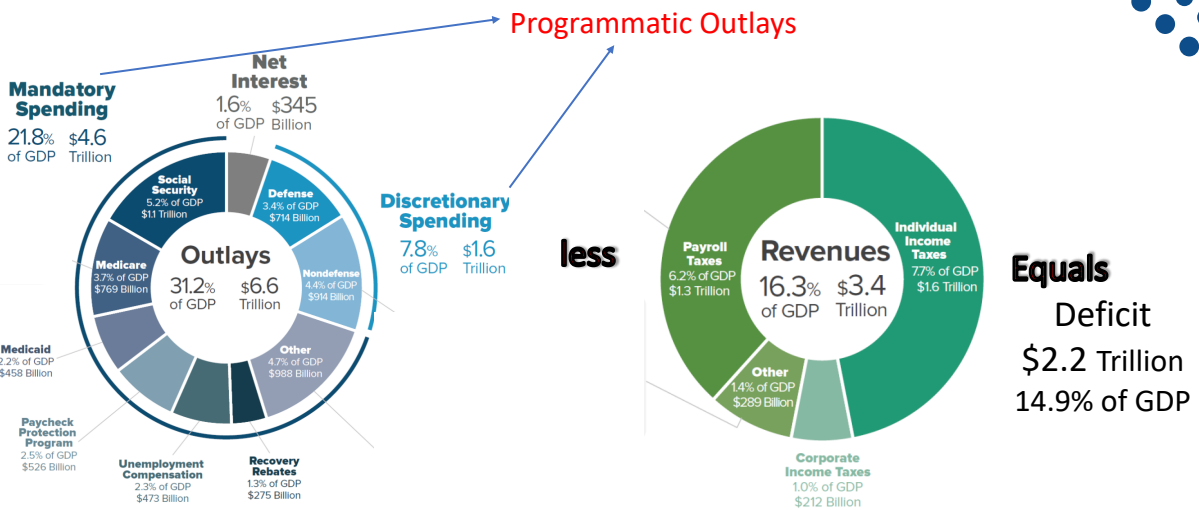 Programmatic Outlays
Mandatory
Spending
21.8% $4.6
of GDP Trillion
Net
Interest
1.6% $345
of GDP Billion
Social
Security
5.2% of GDP
$1.1 Trillion
Defense
3.4% of GDP
$714 Billion
Discretionary
Spending
7.8% $1.6
of GDP Trillion
Outlays
31.2% $6.6
of GDP Trillion
Medicare
3.7% of GDP
$769 Billion
Nondefense
4.4% of GDP
$914 Billion
Medicaid
2.2% of GDP
$458 Billion
Other
4.7% of GDP
$988 Billion
Paycheck
Protection
Program
2.5% of GDP
$526 Billion
Unemployment
Compensation
2.3% of GDP
$473 Billion
Recovery
Rebates
1.3% of GDP
$275 Billion
less
Payroll
Taxes
6.2% of GDP
$1.3 Trillion
Revenues
16.3% $3.4
of GDP Trillion
Individual
Income
Taxes
7.7% of GDP
$1.6 Trillion
Other
1.4% of GDP
$289 Billion
Corporate
Income Taxes
1.0% of GDP
$212 Billion
Equals
Deficit
$2.2 Trillion
14.9% of GDP